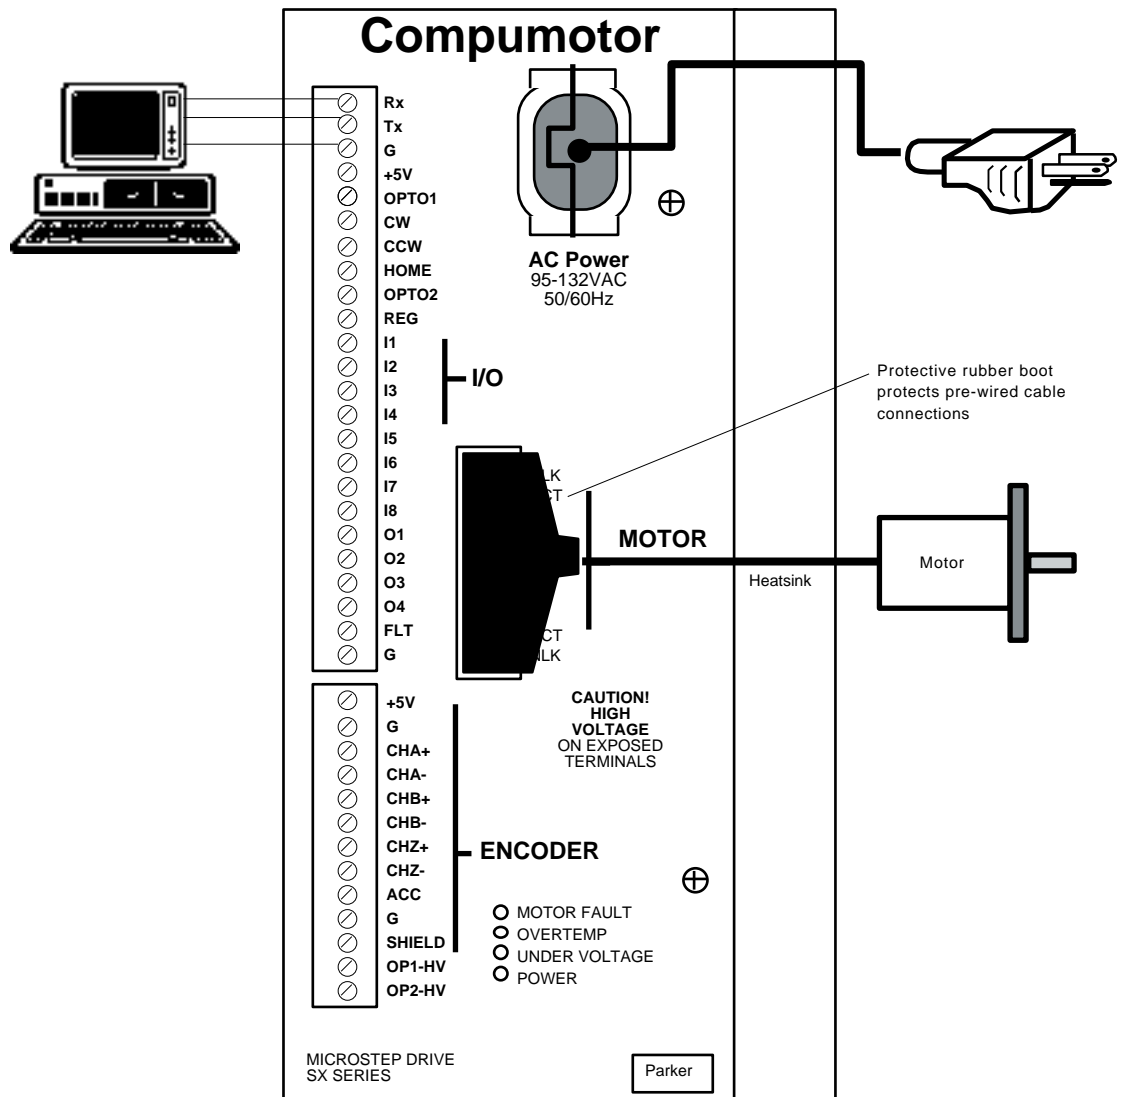 Compumotor
Rx
Tx
G
+5V
OPTO1
CW
CCW
HOME
OPTO2
REG
I1
I2
I3
I4
I5
I6
I7
I8
O1
O2
O3
O4
FLT
G
I/O
AC Power
95-132VAC
50/60Hz
Protective rubber boot
protects pre-wired cable
connections
MOTOR
Heatsink
Motor
CAUTION!
HIGH
VOLTAGE
ON EXPOSED
TERMINALS
+5V
G
CHA+
CHA-
CHB+
CHB-
CHZ+
CHZ-
ACC
G
SHIELD
OP1-HV
OP2-HV
ENCODER
MOTOR FAULT
OVERTEMP
UNDER VOLTAGE
POWER
MICROSTEP DRIVE
SX SERIES
Parker